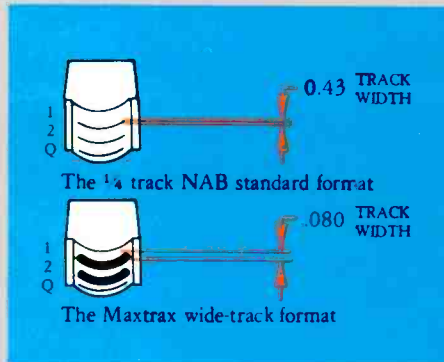 1
2
Q
0.43 TRACK
WIDTH
The ¼ track NAB standard format
1
2
Q
.080 TRACK
WIDTH
The Maxtrax wide-track format